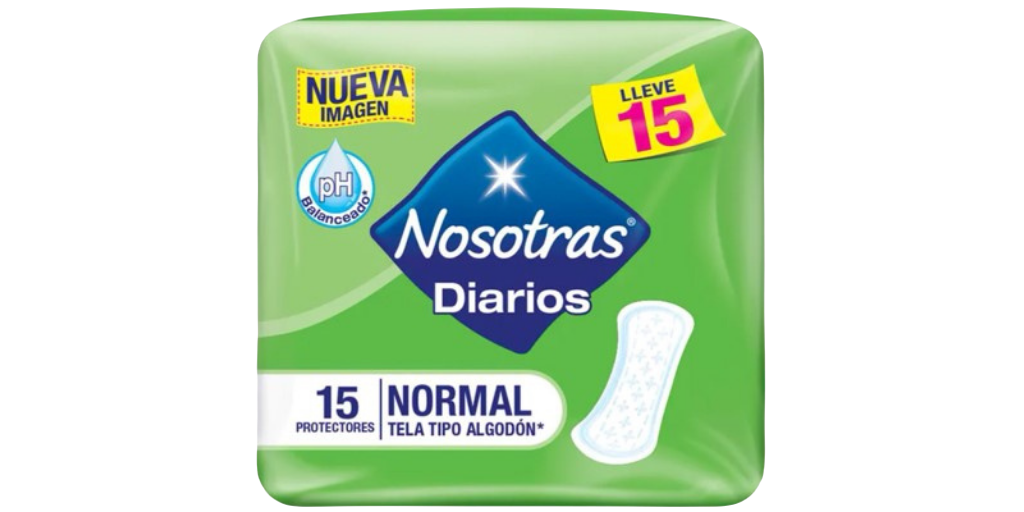 NUEVA
IMAGEN
LLEVE
15
pH
Balanceado*
Nosotras®
Diarios
15
PROTECTORES
NORMAL
TELA TIPO ALGODÓN*